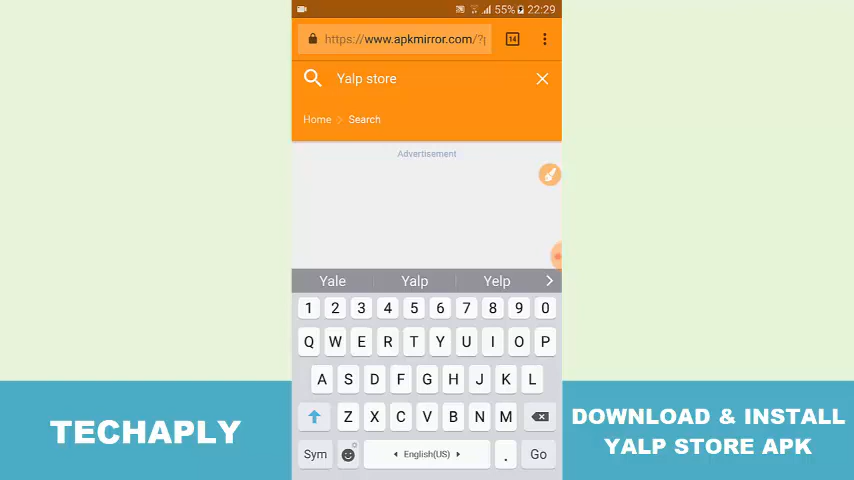 55% 22:29
https://www.apkmirror.com/?p
14
Yalp store
Home > Search
Advertisement
Yale Yalp Yelp >
1 2 3 4 5 6 7 8 9 0
Q W E R T Y U I O P
A S D F G H J K L
Z X C V B N M
Sym English(US) . Go
TECHAPLY
DOWNLOAD & INSTALL
YALP STORE APK